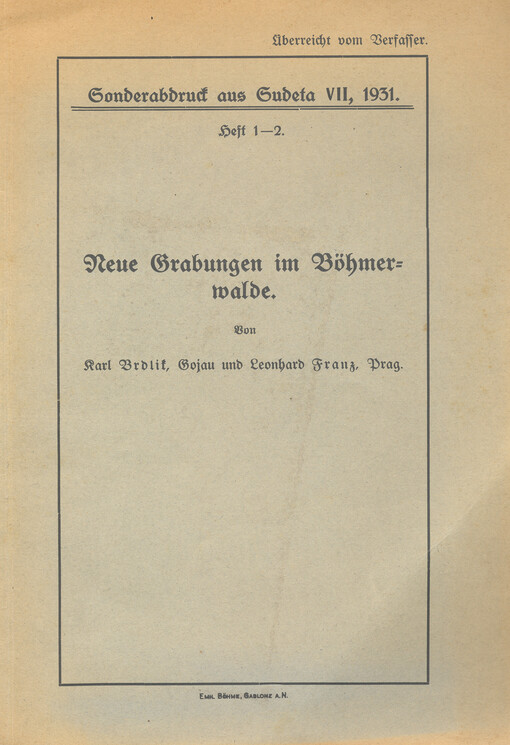 Überreicht vom Verfasser.
Sonderabdruck aus Sudeta VII, 1931.
Heft 1—2.
Neue Grabungen im Böhmer-
walde.
Von
Karl Brdlik, Gojau und Leonhard Franz, Prag.
Emil Böhme, Gablonz a. N.